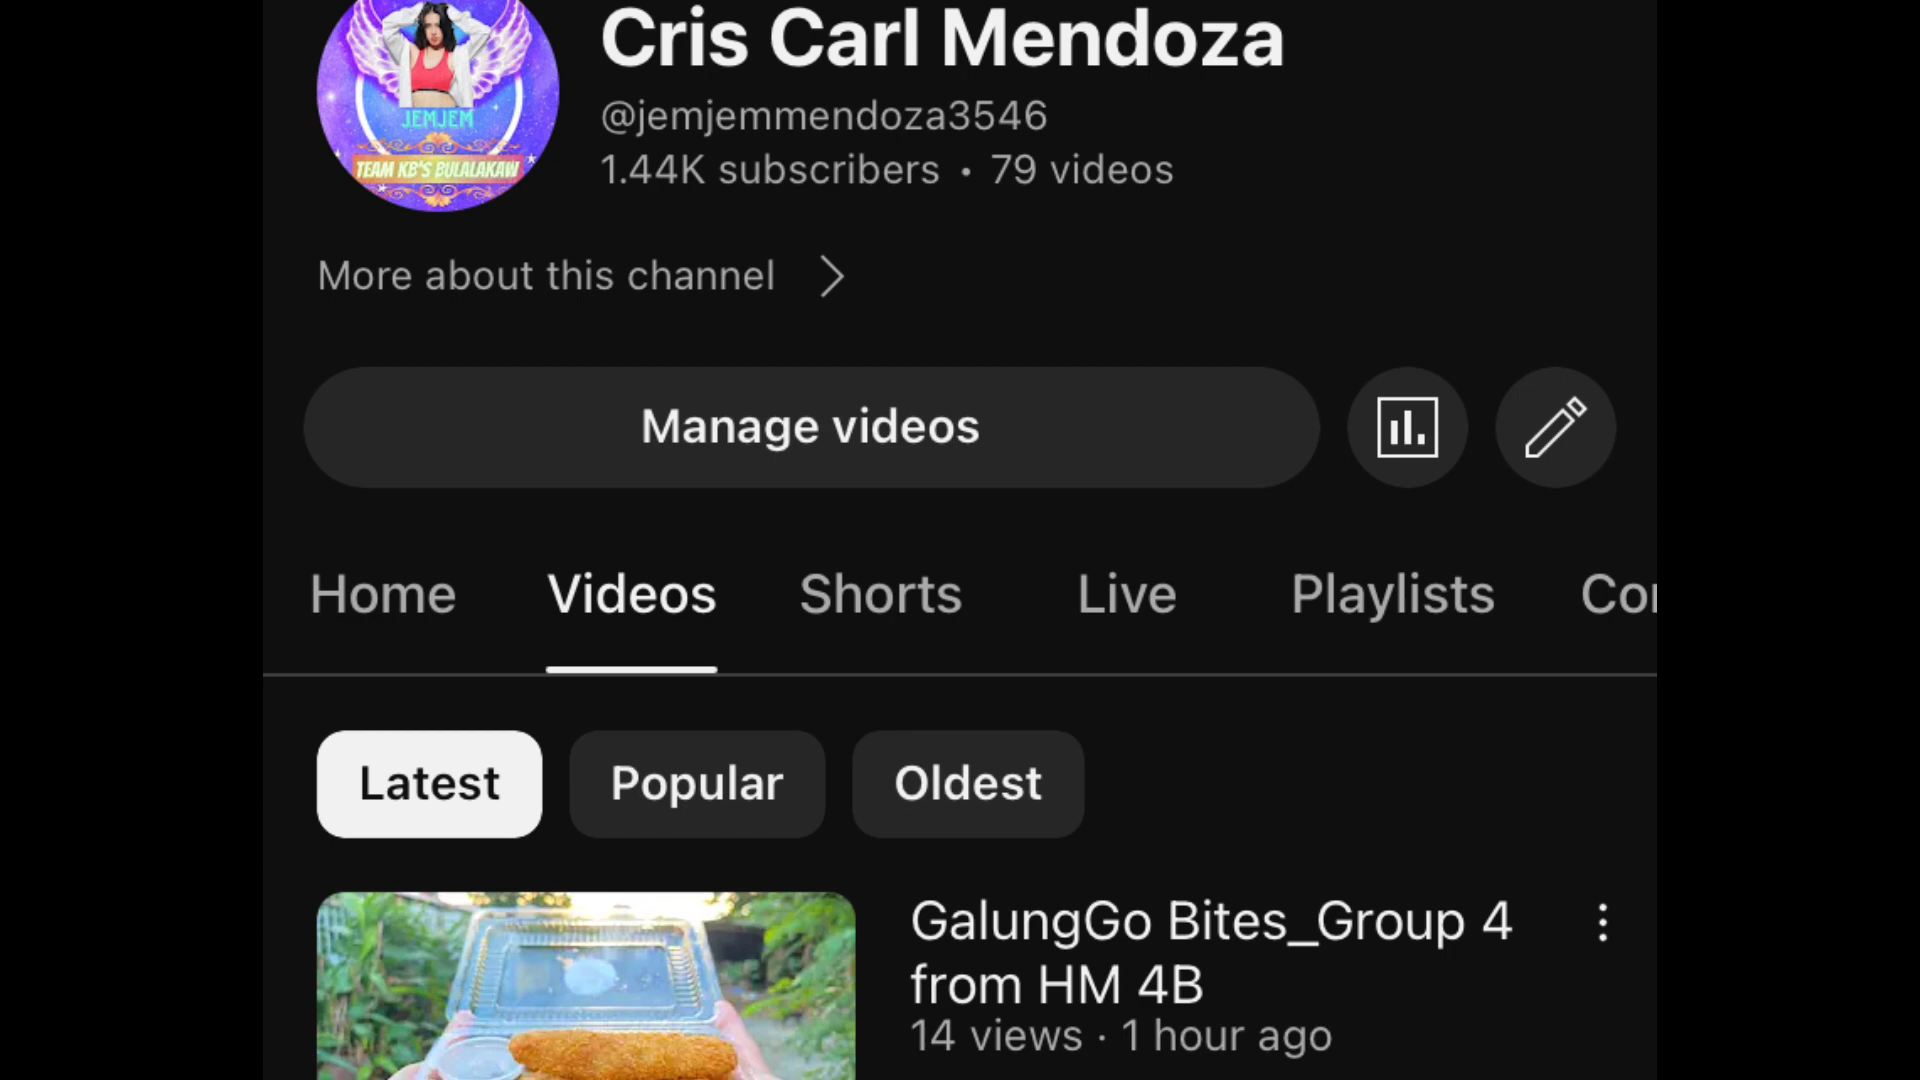 Cris Carl Mendoza
JEMJEM
TEAM KB'S BULALAKAW
@jemjemmendoza3546
1.44K subscribers • 79 videos
More about this channel
Manage videos
Home Videos Shorts Live Playlists
Latest Popular Oldest
GalungGo Bites_Group 4
from HM 4B
14 views · 1 hour ago